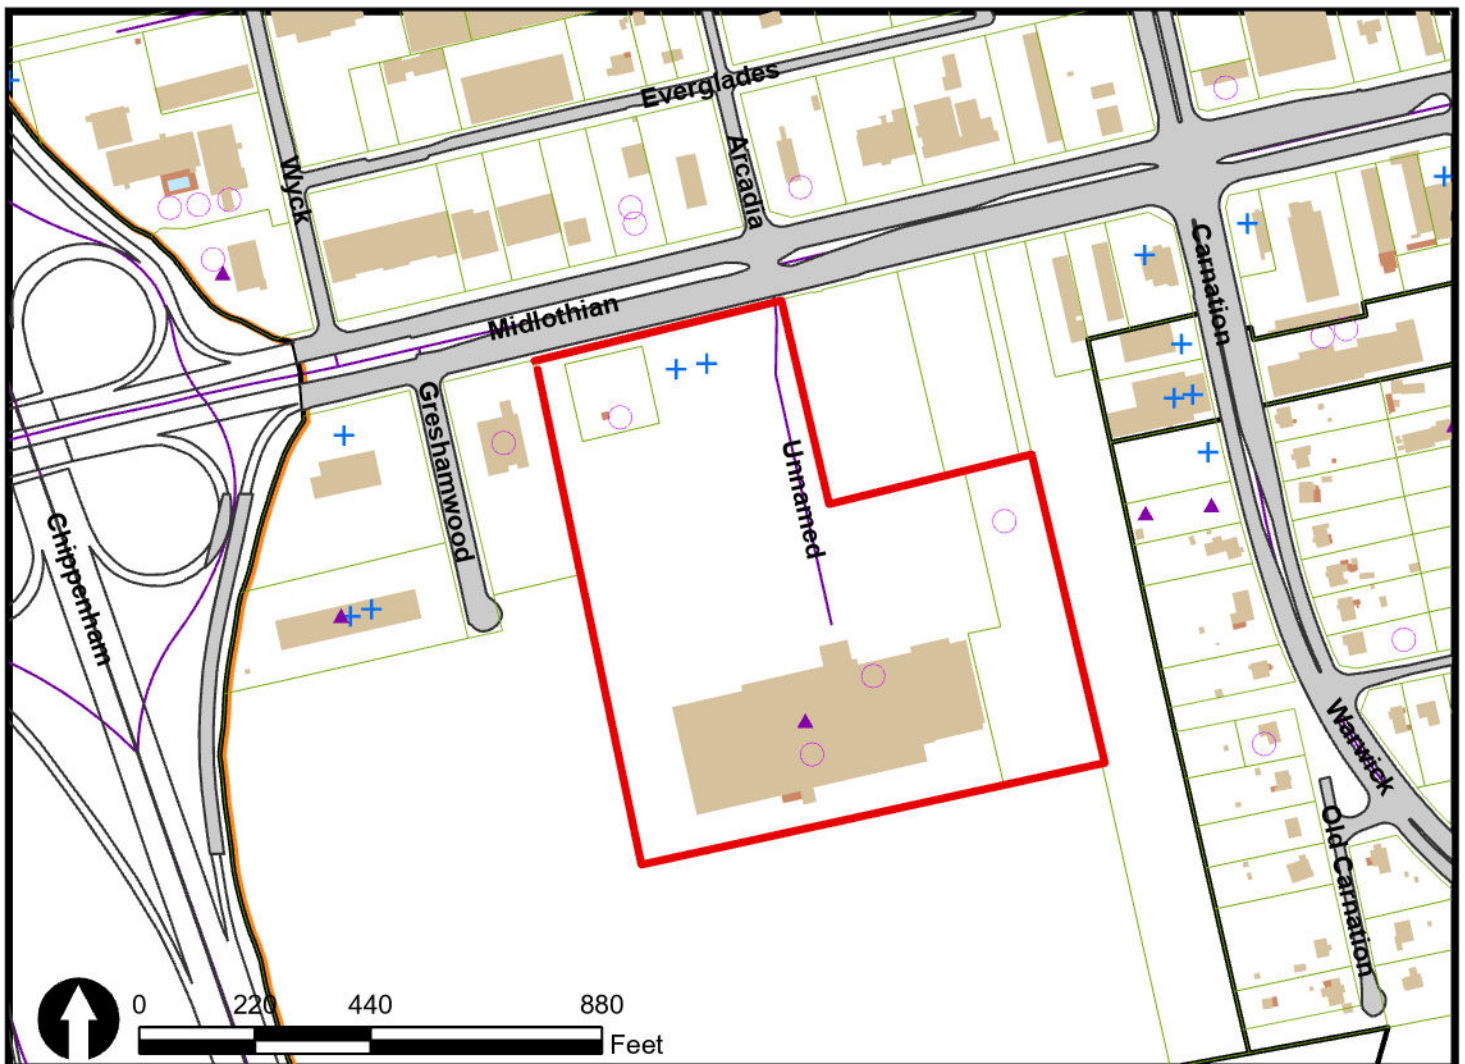 Everglades
Wyck
Arcadia
Midlothian
Carnation
Greshamwood
Unnamed
Chippenham
Warwick
Old Carnation
0 220 440 880
Feet